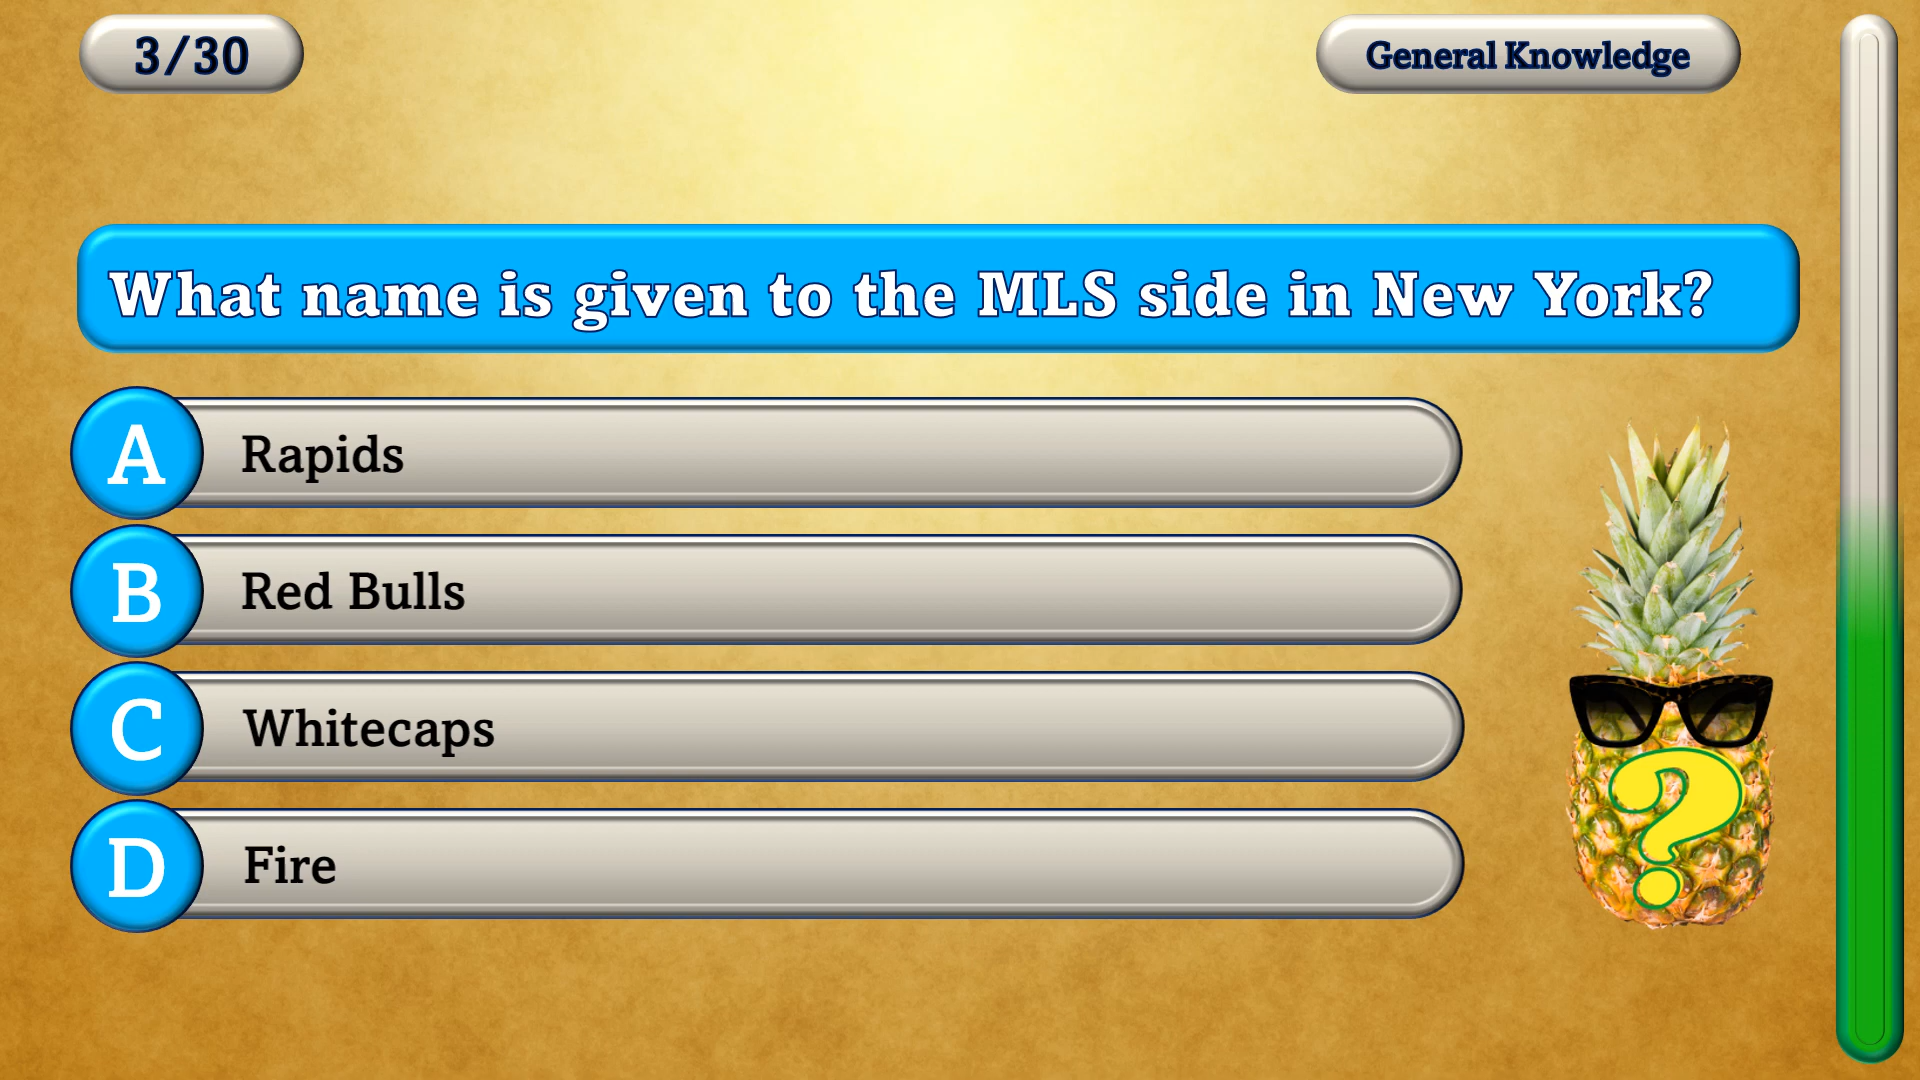 3/30
General Knowledge
What name is given to the MLS side in New York?
A Rapids
B Red Bulls
C Whitecaps
D Fire
?